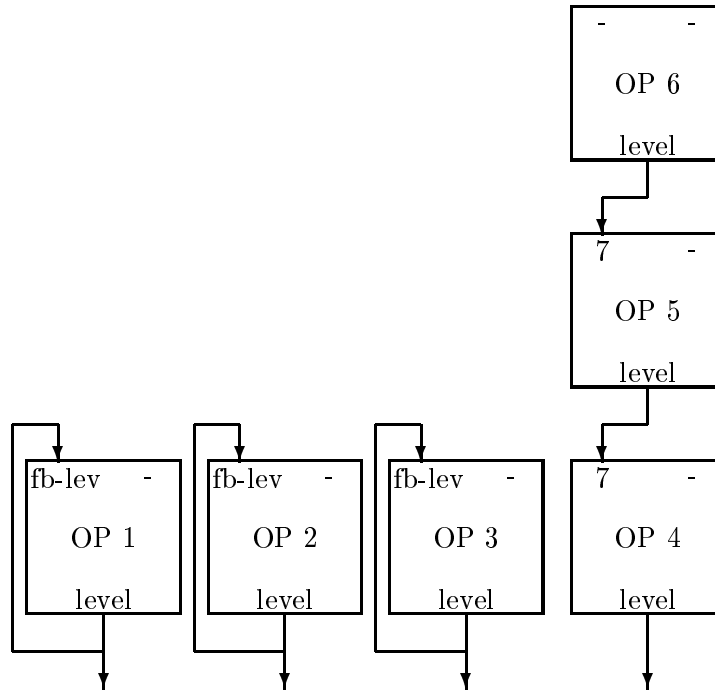 - -
OP 6
level
7 -
OP 5
level
fb-lev - fb-lev - fb-lev - 7 -
OP 1 OP 2 OP 3 OP 4
level level level level